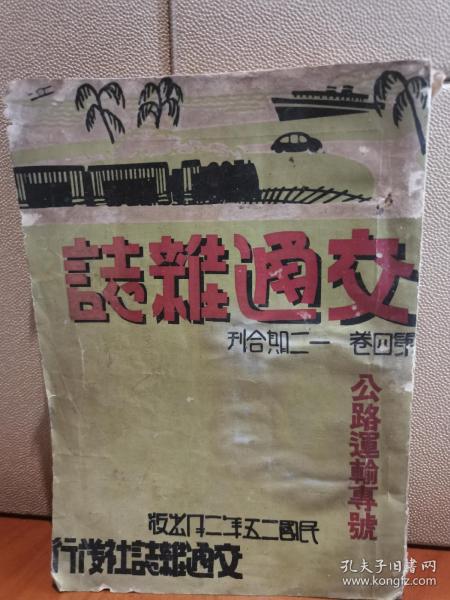 交通雜誌
第四卷 一二期合刊
公路運輸專號
民國二五年二月出版
交通雜誌社發行
孔夫子旧书网
book.kongfz.com